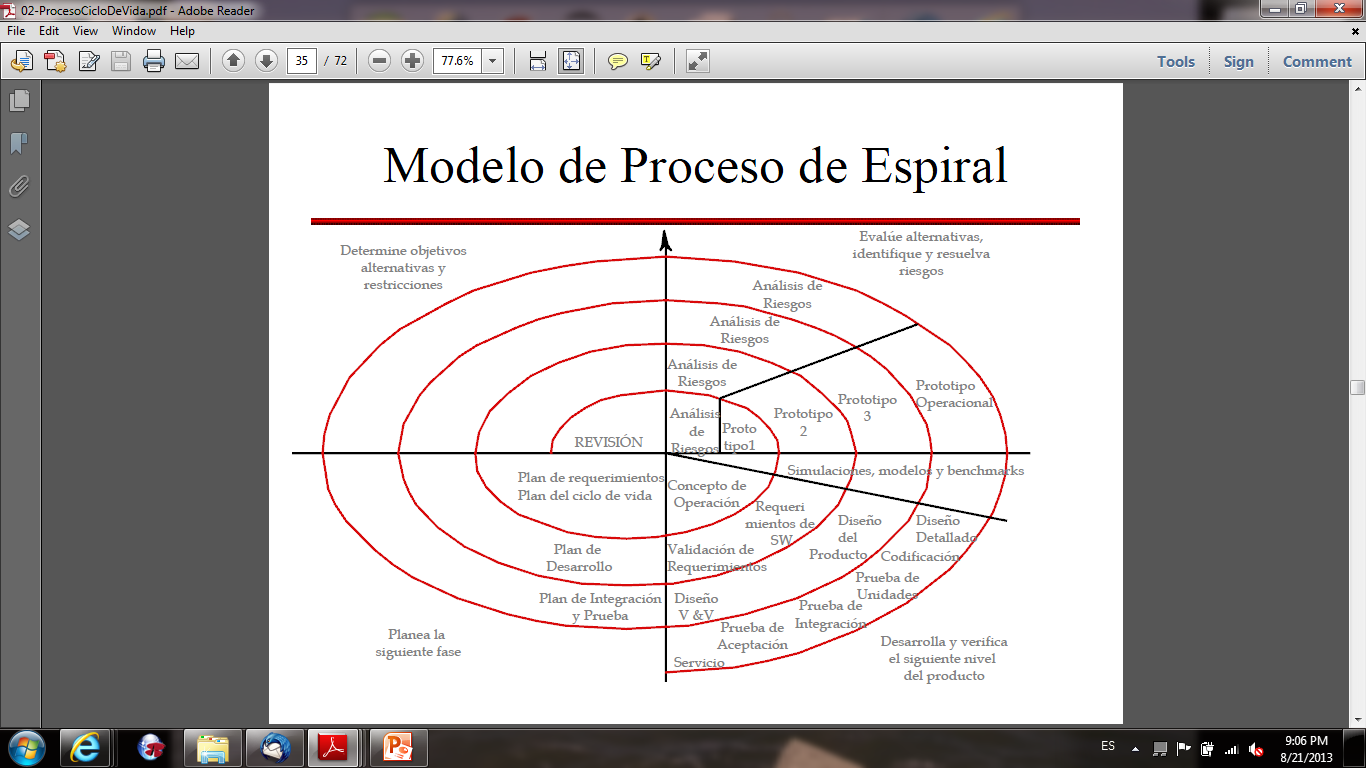 02-ProcesoCicloDeVida.pdf - Adobe Reader
File Edit View Window Help
35 / 72 77.6% Tools Sign Comment
Modelo de Proceso de Espiral
Determine objetivos
alternativas y
restricciones
Evalúe alternativas,
identifique y resuelva
riesgos
Análisis de
Riesgos
Análisis de
Riesgos
Análisis de
Riesgos
Análisis
de
Riesgos
Proto
tipo1
Prototipo
2
Prototipo
3
Prototipo
Operacional
REVISIÓN
Simulaciones, modelos y benchmarks
Plan de requerimientos
Plan del ciclo de vida
Concepto de
Operación
Requeri
mientos de
SW
Diseño
del
Producto
Diseño
Detallado
Codificación
Plan de
Desarrollo
Validación de
Requerimientos
Prueba de
Unidades
Plan de Integración
y Prueba
Diseño
V &V
Prueba de
Integración
Prueba de
Aceptación
Servicio
Planea la
siguiente fase
Desarrolla y verifica
el siguiente nivel
del producto
ES
9:06 PM
8/21/2013